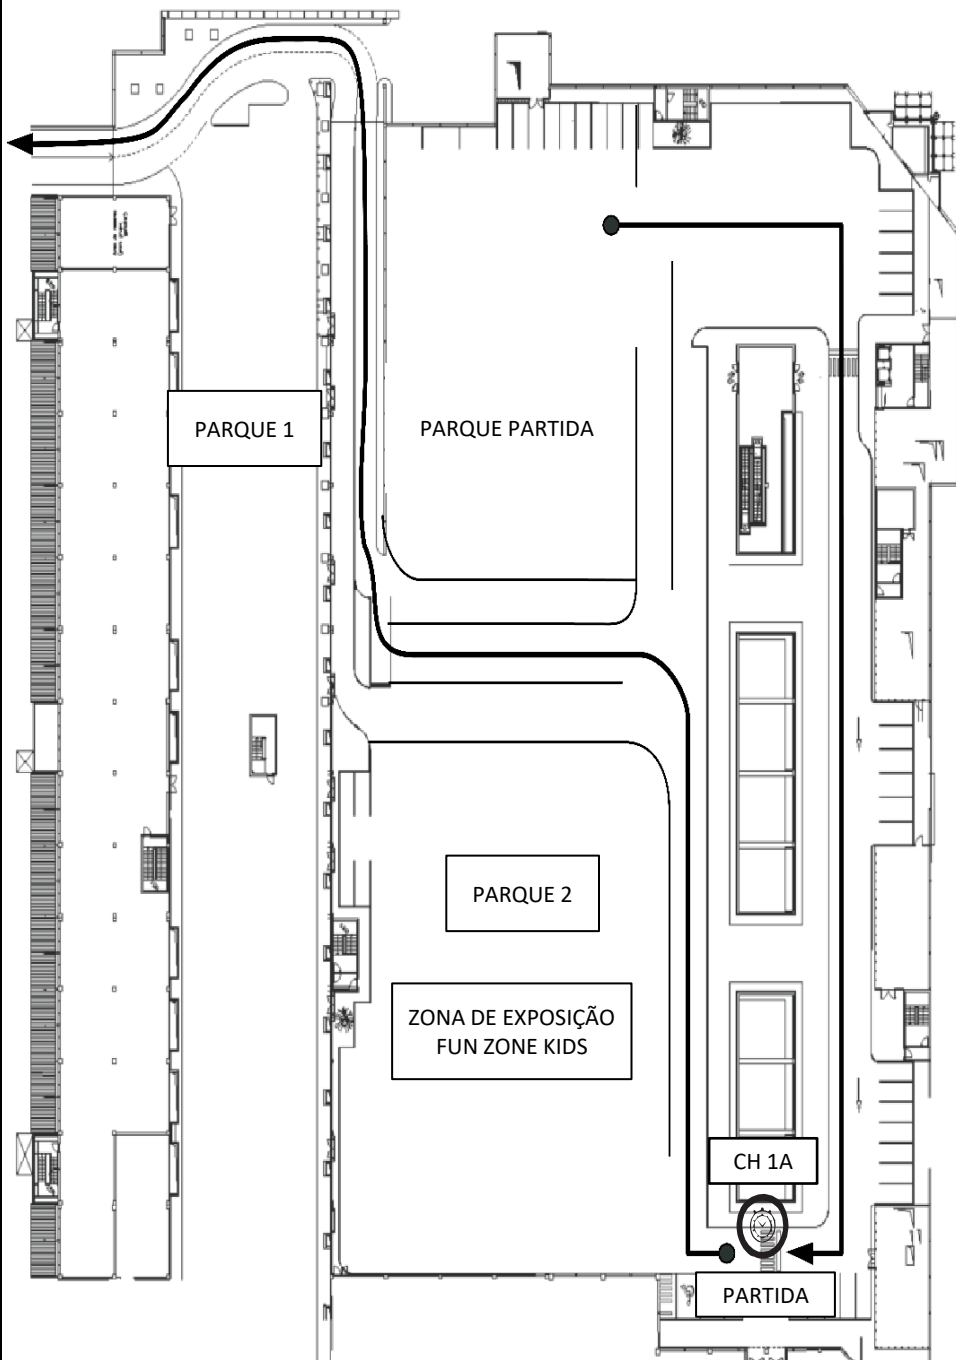 PARQUE 1
PARQUE PARTIDA
PARQUE 2
ZONA DE EXPOSIÇÃO
FUN ZONE KIDS
CH 1A
PARTIDA